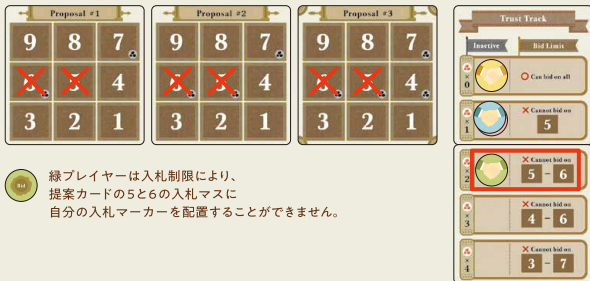 Proposal #1
9 8 7
4
3 2 1
Proposal #2
9 8 7
4
3 2 1
Proposal #3
9 8 7
4
3 2 1
Trust Track
Inactive
Bid Limit
× 0
Can bid on all
× 1
Cannot bid on
5
× 2
Cannot bid on
5 - 6
× 3
Cannot bid on
4 - 6
× 4
Cannot bid on
3 - 7
Bid
緑プレイヤーは入札制限により、
提案カードの5と6の入札マスに
自分の入札マーカーを配置することができません。